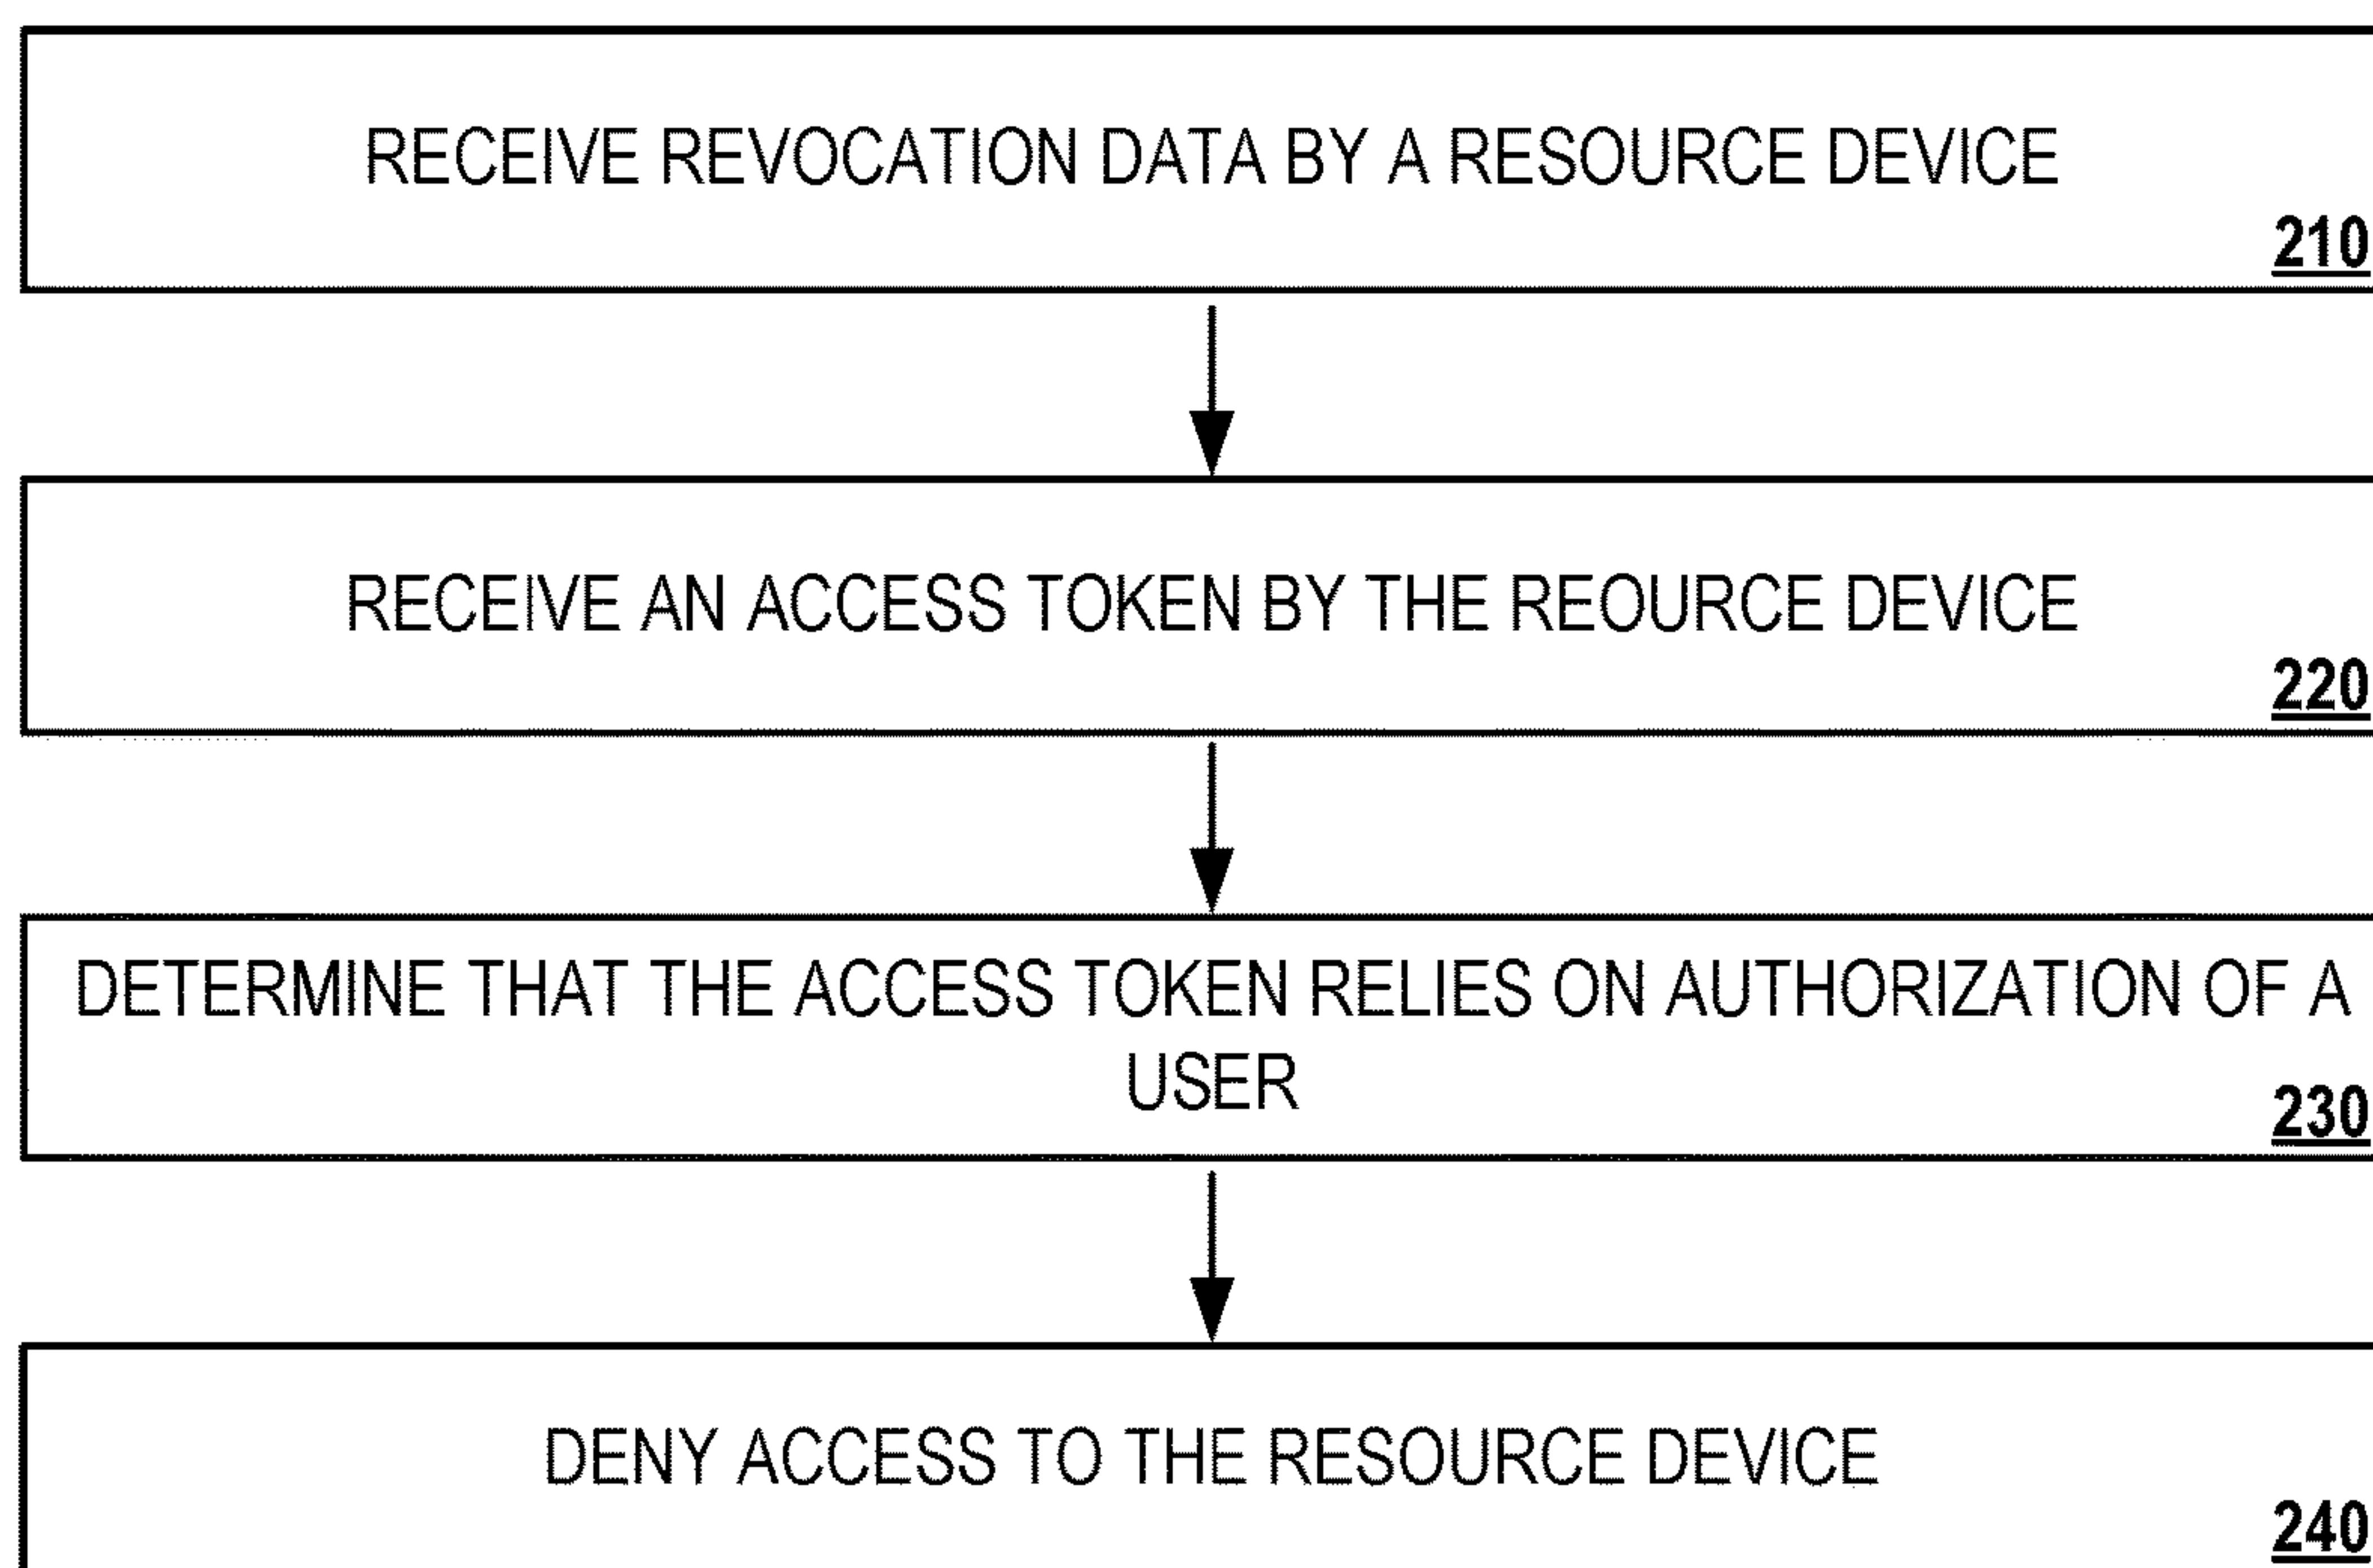 RECEIVE REVOCATION DATA BY A RESOURCE DEVICE
210
RECEIVE AN ACCESS TOKEN BY THE REOURCE DEVICE
220
DETERMINE THAT THE ACCESS TOKEN RELIES ON AUTHORIZATION OF A
USER
230
DENY ACCESS TO THE RESOURCE DEVICE
240